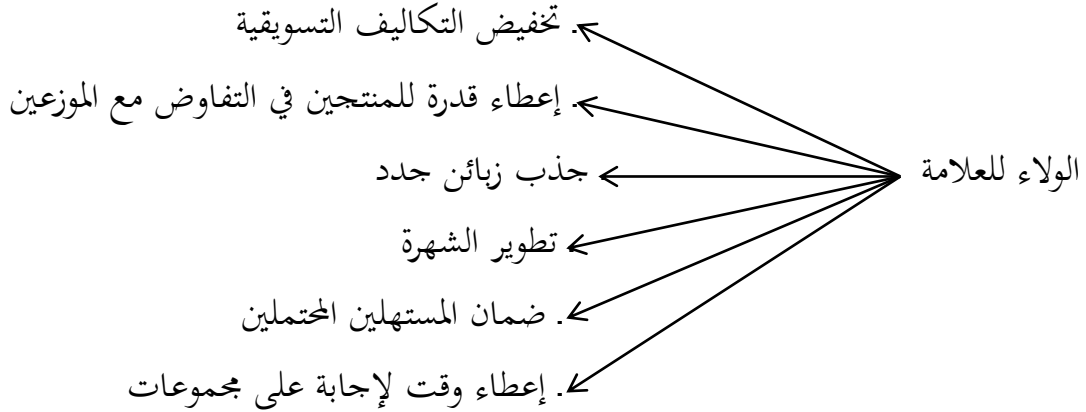 . تخفيض التكاليف التسويقية
. إعطاء قدرة للمنتجين في التفاوض مع الموزعين
الولاء للعلامة
جذب زبائن جدد
. تطوير الشهرة
. ضمان المستهلين المحتملين
. إعطاء وقت لإجابة على مجموعات